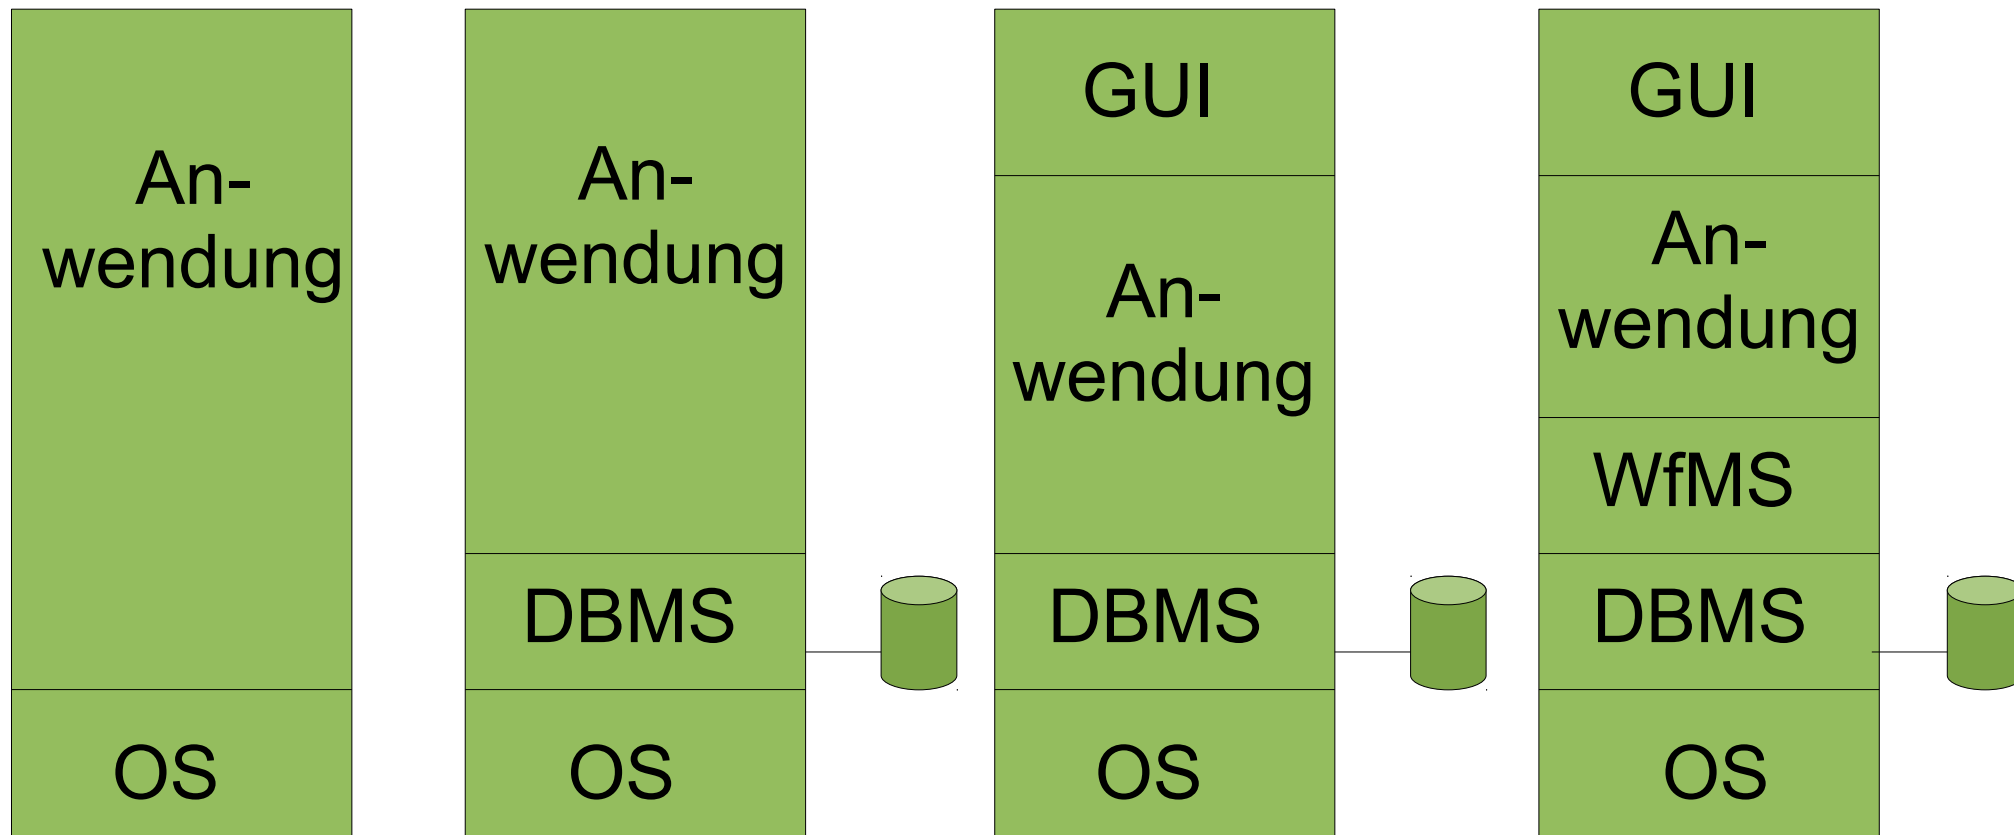 An-
wendung
OS
An-
wendung
DBMS
OS
GUI
An-
wendung
DBMS
OS
GUI
An-
wendung
WfMS
DBMS
OS